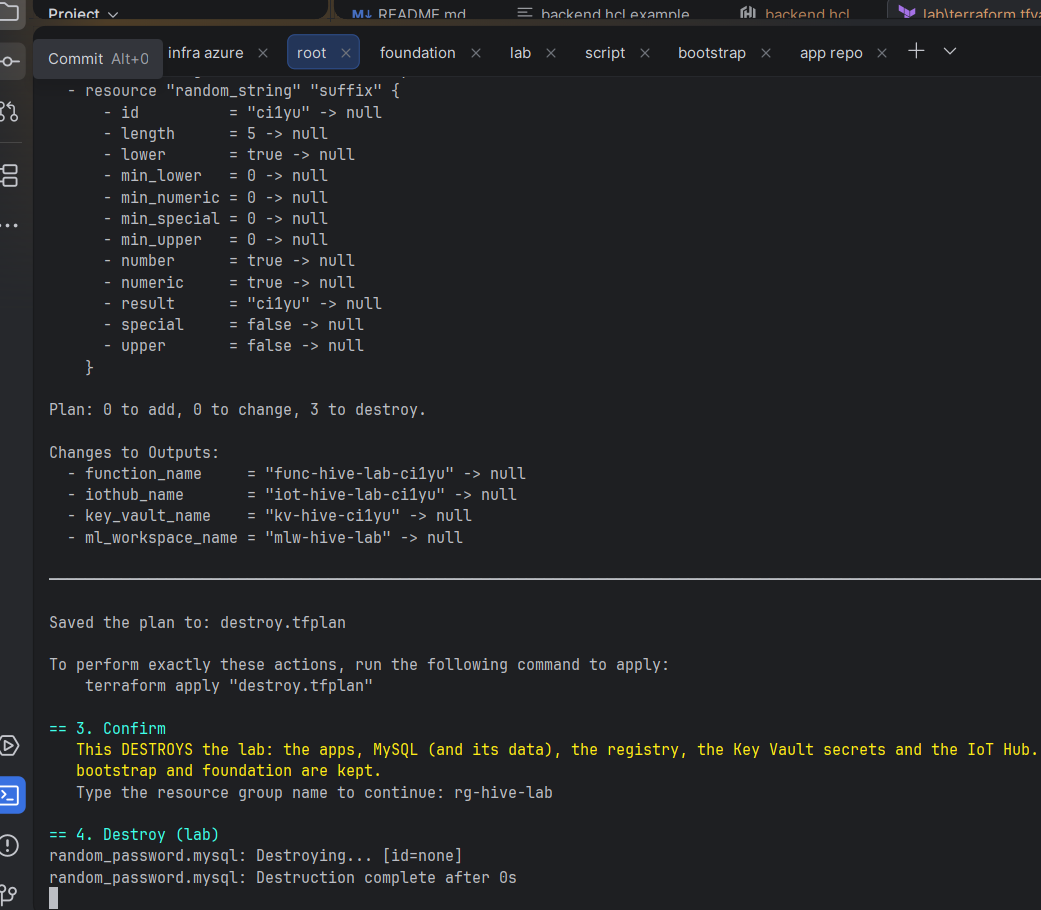 Project
README.md
backend.hcl.example
backend.hcl
lab\terraform.tfva
Commit Alt+0
infra azure
root
foundation
lab
script
bootstrap
app repo
- resource "random_string" "suffix" {
- id = "ci1yu" -> null
- length = 5 -> null
- lower = true -> null
- min_lower = 0 -> null
- min_numeric = 0 -> null
- min_special = 0 -> null
- min_upper = 0 -> null
- number = true -> null
- numeric = true -> null
- result = "ci1yu" -> null
- special = false -> null
- upper = false -> null
}
Plan: 0 to add, 0 to change, 3 to destroy.
Changes to Outputs:
- function_name = "func-hive-lab-ci1yu" -> null
- iothub_name = "iot-hive-lab-ci1yu" -> null
- key_vault_name = "kv-hive-ci1yu" -> null
- ml_workspace_name = "mlw-hive-lab" -> null
Saved the plan to: destroy.tfplan
To perform exactly these actions, run the following command to apply:
terraform apply "destroy.tfplan"
== 3. Confirm
This DESTROYS the lab: the apps, MySQL (and its data), the registry, the Key Vault secrets and the IoT Hub.
bootstrap and foundation are kept.
Type the resource group name to continue: rg-hive-lab
== 4. Destroy (lab)
random_password.mysql: Destroying... [id=none]
random_password.mysql: Destruction complete after 0s